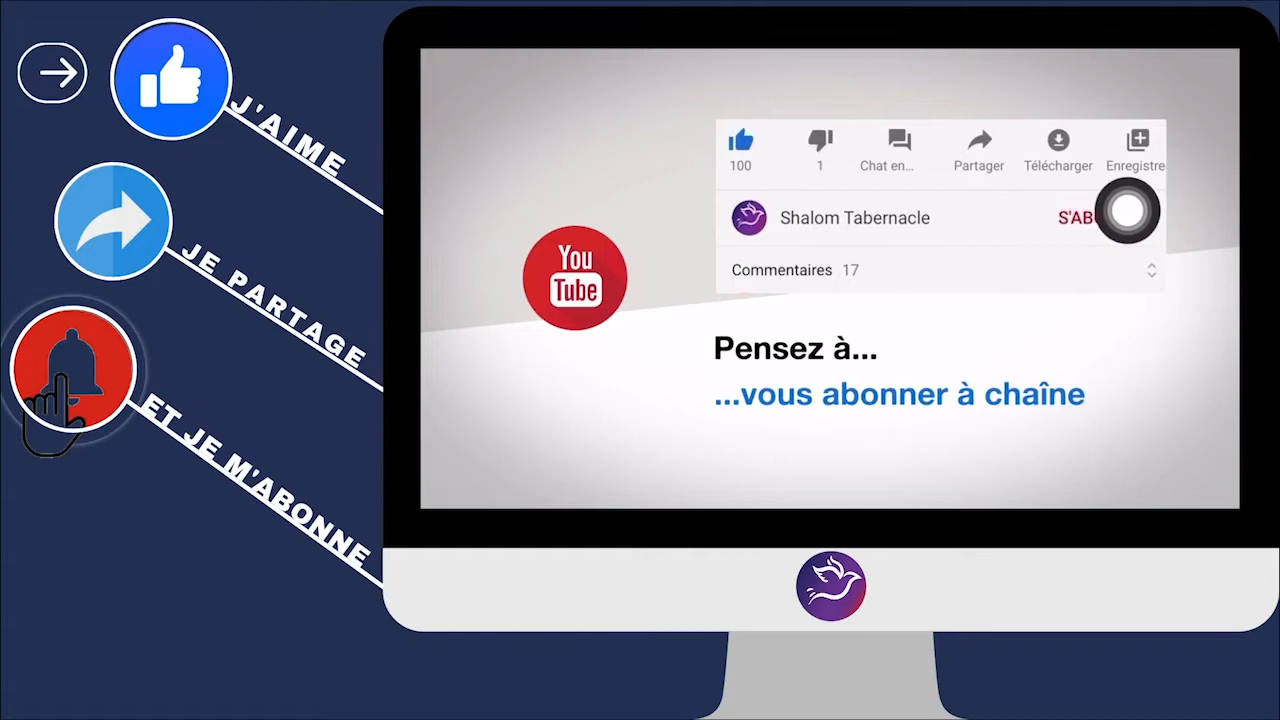 J'AIME
JE PARTAGE
ET JE M'ABONNE
100
1
Chat en...
Partager
Télécharger
Enregistre
Shalom Tabernacle
S'AB
Commentaires 17
You
Tube
Pensez à...
...vous abonner à chaîne